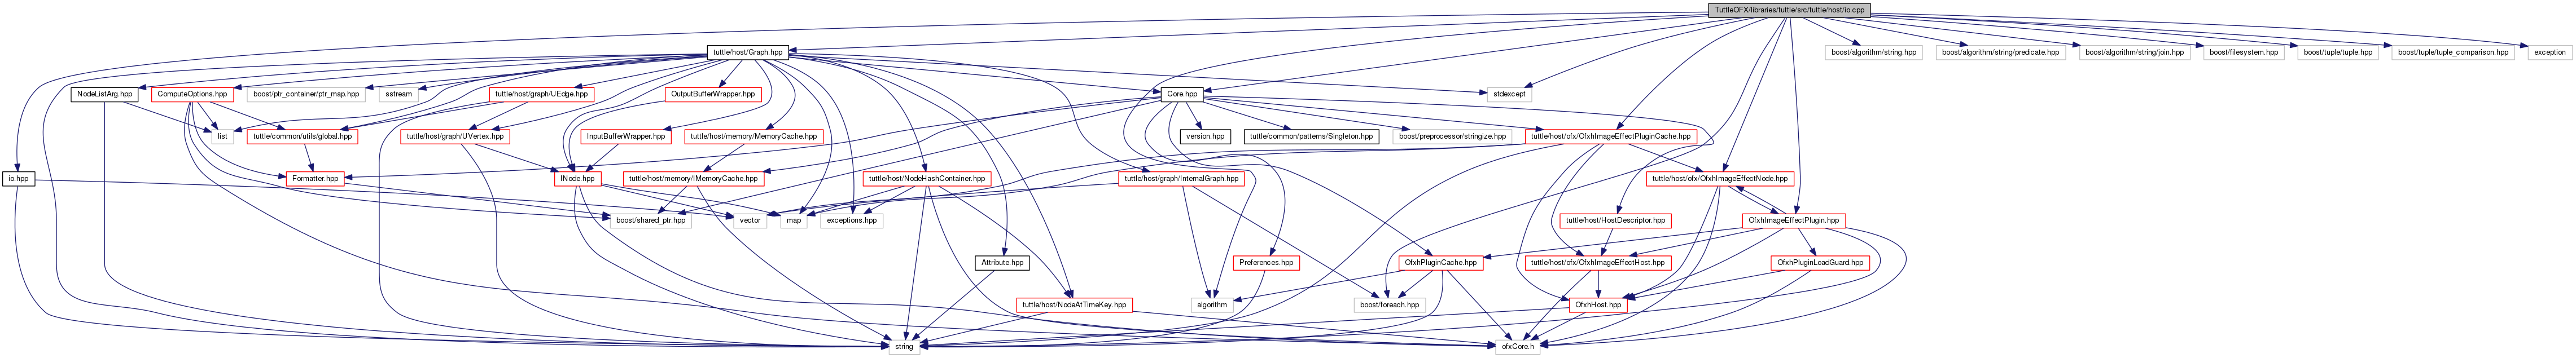 TuttleOFX/libraries/tuttle/src/tuttle/host/io.cpp
tuttle/host/Graph.hpp
boost/algorithm/string.hpp
boost/algorithm/string/predicate.hpp
boost/algorithm/string/join.hpp
boost/filesystem.hpp
boost/tuple/tuple.hpp
boost/tuple/tuple_comparison.hpp
exception
NodeListArg.hpp
ComputeOptions.hpp
boost/ptr_container/ptr_map.hpp
sstream
tuttle/host/graph/UEdge.hpp
OutputBufferWrapper.hpp
Core.hpp
stdexcept
list
tuttle/common/utils/global.hpp
tuttle/host/graph/UVertex.hpp
InputBufferWrapper.hpp
tuttle/host/memory/MemoryCache.hpp
version.hpp
tuttle/common/patterns/Singleton.hpp
boost/preprocessor/stringize.hpp
tuttle/host/ofx/OfxhImageEffectPluginCache.hpp
io.hpp
Formatter.hpp
INode.hpp
tuttle/host/memory/IMemoryCache.hpp
tuttle/host/NodeHashContainer.hpp
tuttle/host/graph/InternalGraph.hpp
tuttle/host/ofx/OfxhImageEffectNode.hpp
boost/shared_ptr.hpp
vector
map
exceptions.hpp
tuttle/host/HostDescriptor.hpp
OfxhImageEffectPlugin.hpp
Attribute.hpp
Preferences.hpp
OfxhPluginCache.hpp
tuttle/host/ofx/OfxhImageEffectHost.hpp
OfxhPluginLoadGuard.hpp
tuttle/host/NodeAtTimeKey.hpp
algorithm
boost/foreach.hpp
OfxhHost.hpp
string
ofxCore.h